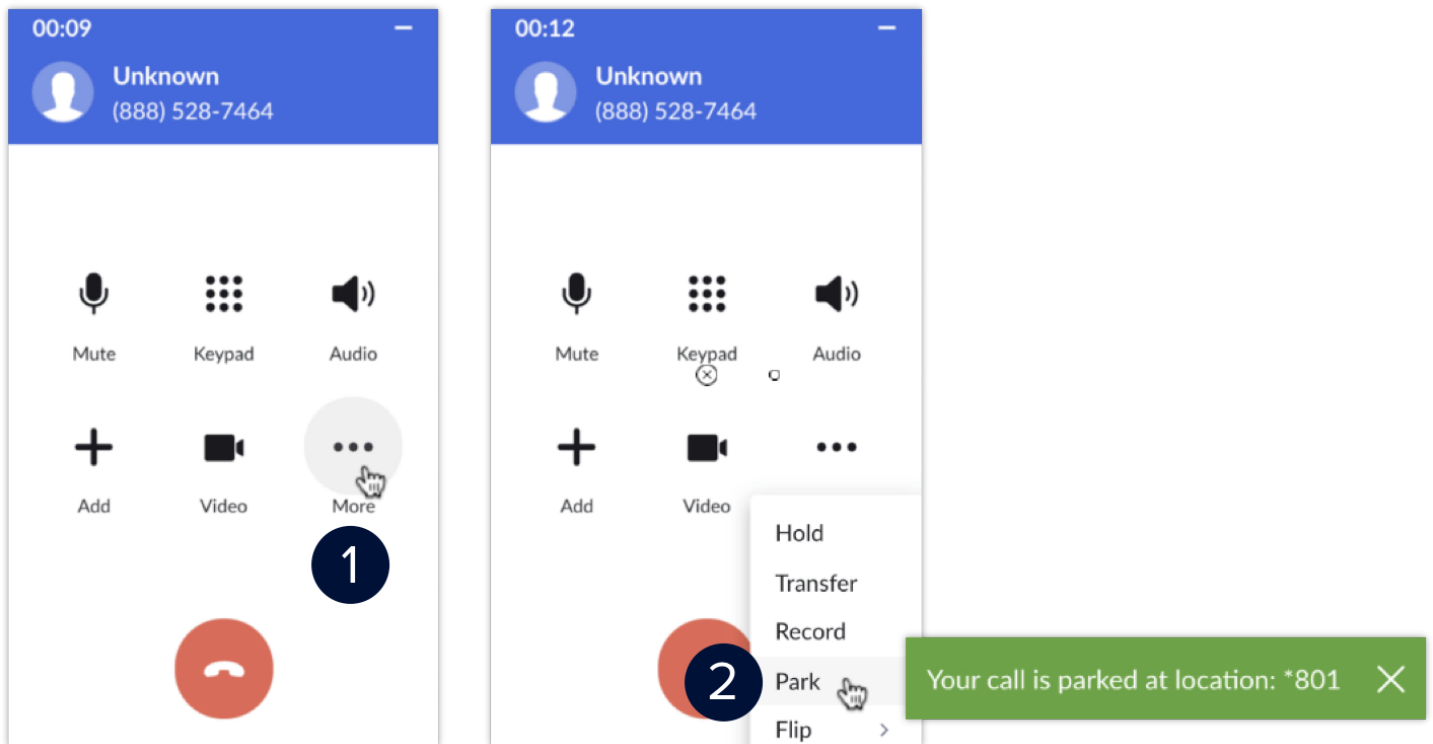 00:09
Unknown
(888) 528-7464
Mute Keypad Audio
Add Video More
1
00:12
Unknown
(888) 528-7464
Mute Keypad Audio
Add Video
Hold
Transfer
Record
2 Park
Flip
Your call is parked at location: *801